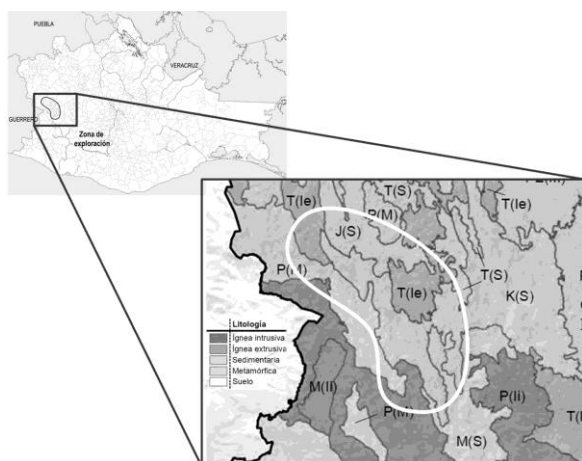 PUEBLA
VERACRUZ
GUERRERO
Zona de
exploración
T(S)
T(Ie)
P(M)
T(Ie)
J(S)
P(M)
T(S)
T(Ie)
K(S)
Litología
Ígnea intrusiva
Ígnea extrusiva
Sedimentaria
Metamórfica
Suelo
M(II)
P(M)
P(Ii)
M(S)